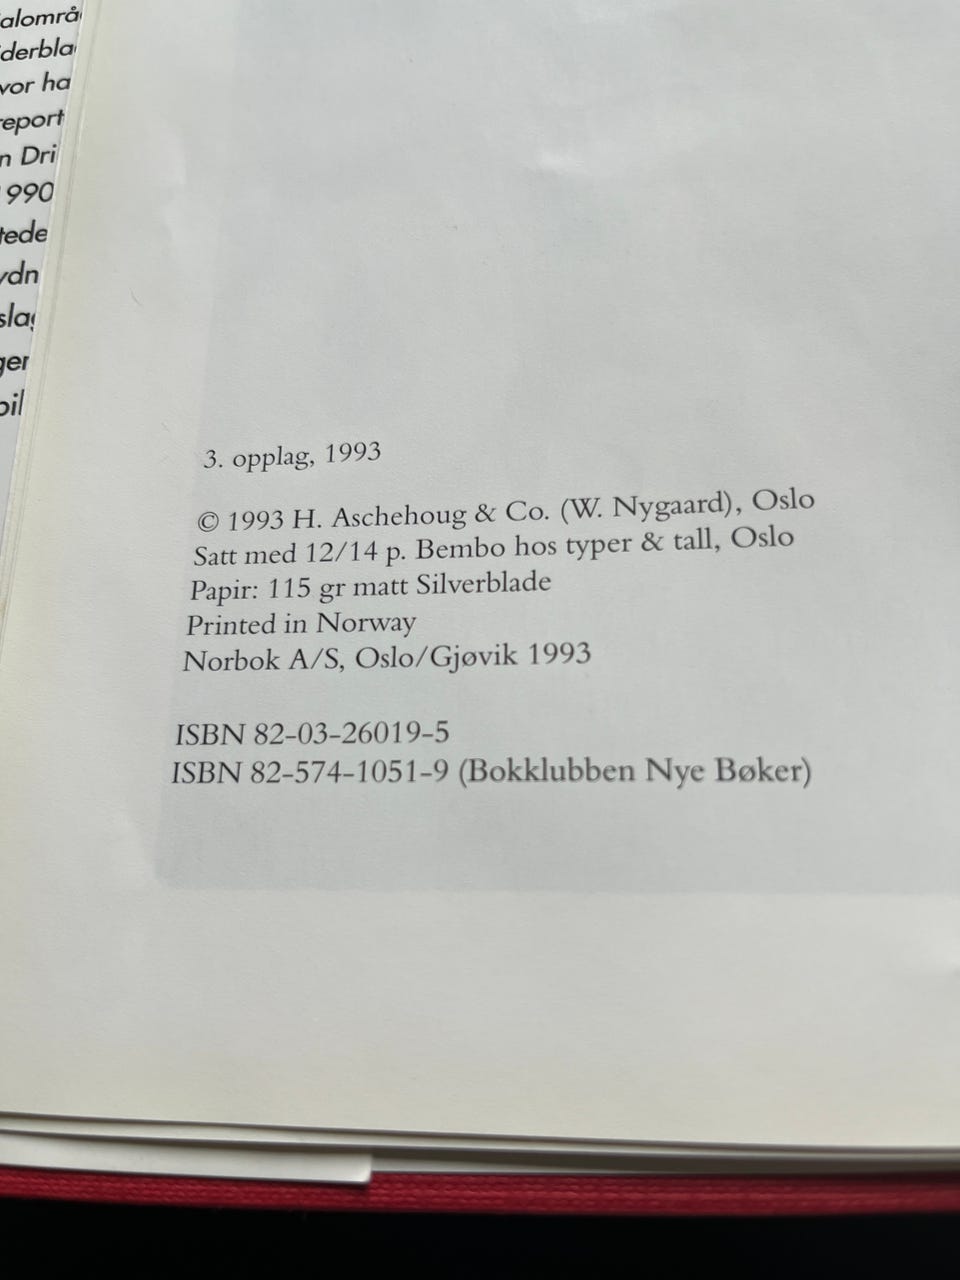 3. opplag, 1993
© 1993 H. Aschehoug & Co. (W. Nygaard), Oslo
Satt med 12/14 p. Bembo hos typer & tall, Oslo
Papir: 115 gr matt Silverblade
Printed in Norway
Norbok A/S, Oslo/Gjøvik 1993
ISBN 82-03-26019-5
ISBN 82-574-1051-9 (Bokklubben Nye Bøker)